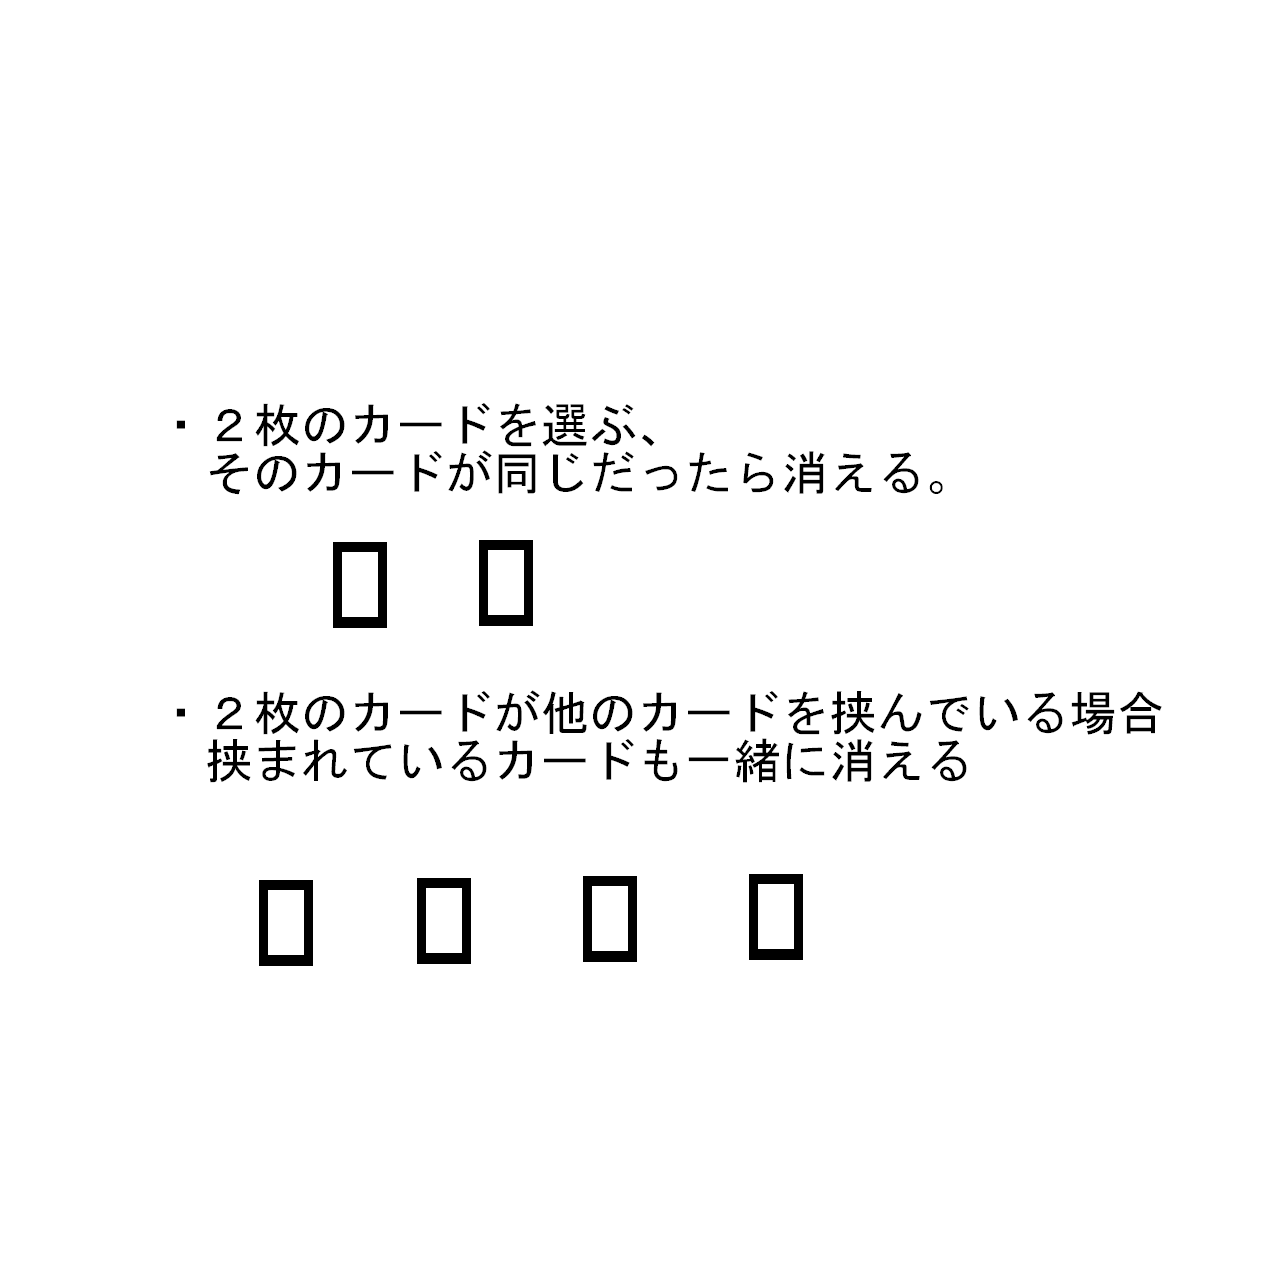 ・２枚のカードを選ぶ、
そのカードが同じだったら消える。
・２枚のカードが他のカードを挟んでいる場合
挟まれているカードも一緒に消える